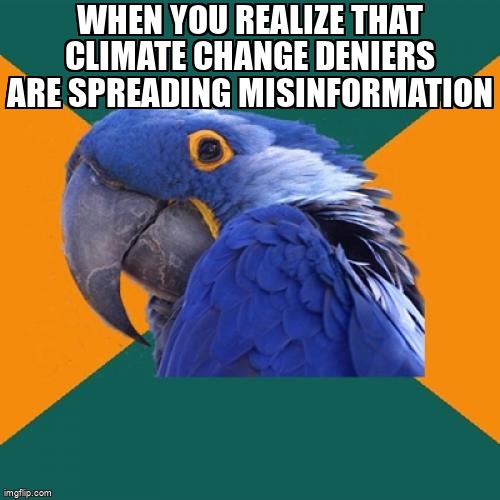 WHEN YOU REALIZE THAT
CLIMATE CHANGE DENIERS
ARE SPREADING MISINFORMATION
imgflip.com